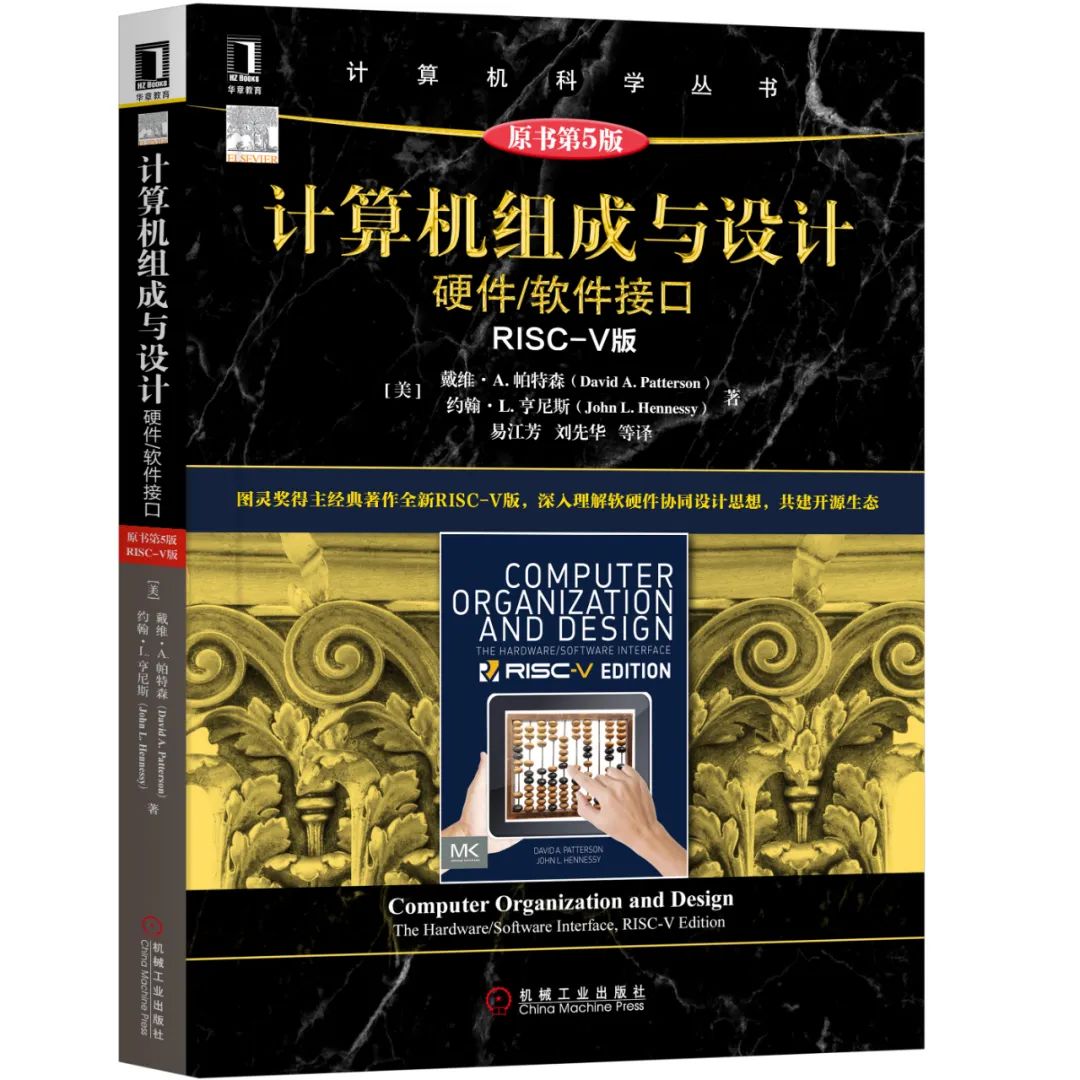 HZ BOOKS
华章教育
计算机组成与设计
硬件/软件接口
原书第5版
RISC-V版
[美]
戴维·A. 帕特森(David A. Patterson)
约翰·L. 亨尼斯(John L. Hennessy)
著
机械工业出版社
China Machine Press
HZ BOOKS
华章教育
ELSEVIER
计算机科学丛书
原书第5版
计算机组成与设计
硬件/软件接口
RISC-V版
[美] 戴维·A. 帕特森(David A. Patterson)
约翰·L. 亨尼斯(John L. Hennessy) 著
易江芳 刘先华 等译
图灵奖得主经典著作全新RISC-V版,深入理解软硬件协同设计思想,共建开源生态
COMPUTER
ORGANIZATION
AND DESIGN
THE HARDWARE/SOFTWARE INTERFACE
RISC-V EDITION
MK
DAVID A. PATTERSON
JOHN L. HENNESSY
Computer Organization and Design
The Hardware/Software Interface, RISC-V Edition
机械工业出版社
China Machine Press